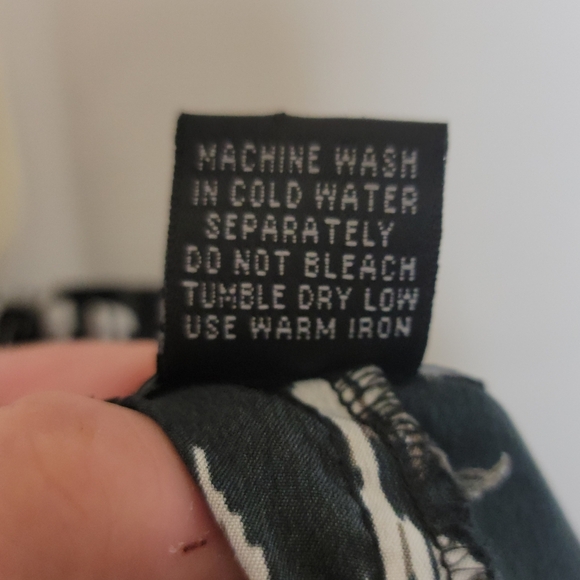 MACHINE WASH
IN COLD WATER
SEPARATELY
DO NOT BLEACH
TUMBLE DRY LOW
USE WARM IRON